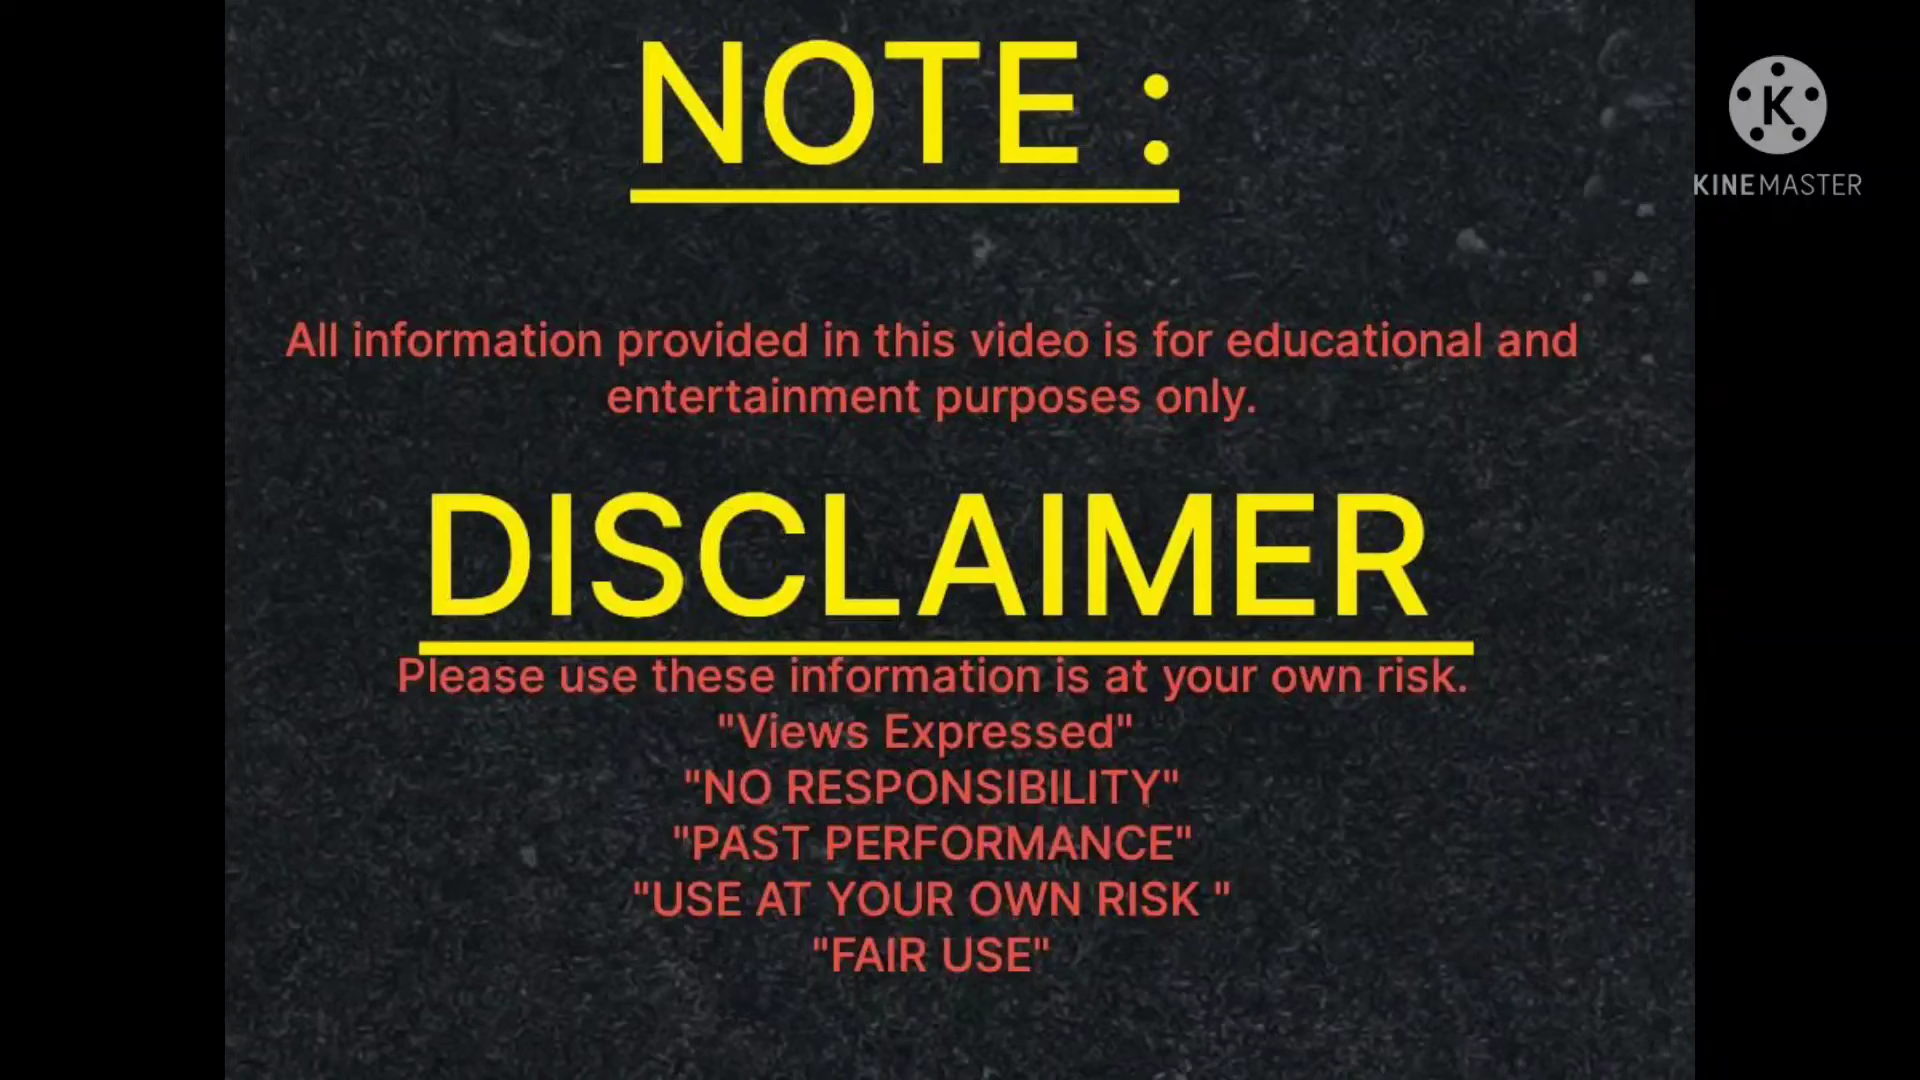 NOTE :
K
KINEMASTER
All information provided in this video is for educational and
entertainment purposes only.
DISCLAIMER
Please use these information is at your own risk.
"Views Expressed"
"NO RESPONSIBILITY"
"PAST PERFORMANCE"
"USE AT YOUR OWN RISK "
"FAIR USE"